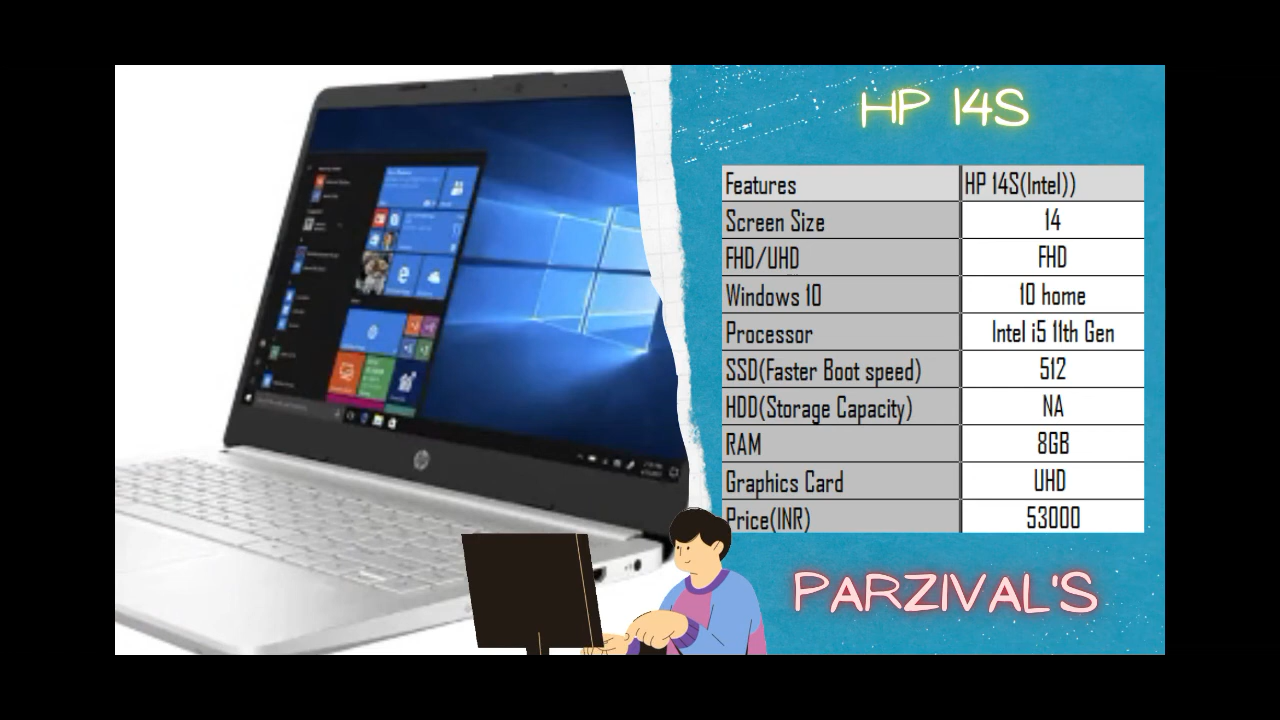 HP 14S
Features HP 14S(Intel))
Screen Size 14
FHD/UHD FHD
Windows 10 10 home
Processor Intel i5 11th Gen
SSD(Faster Boot speed) 512
HDD(Storage Capacity) NA
RAM 8GB
Graphics Card UHD
Price(INR) 53000
PARZIVAL'S
hp